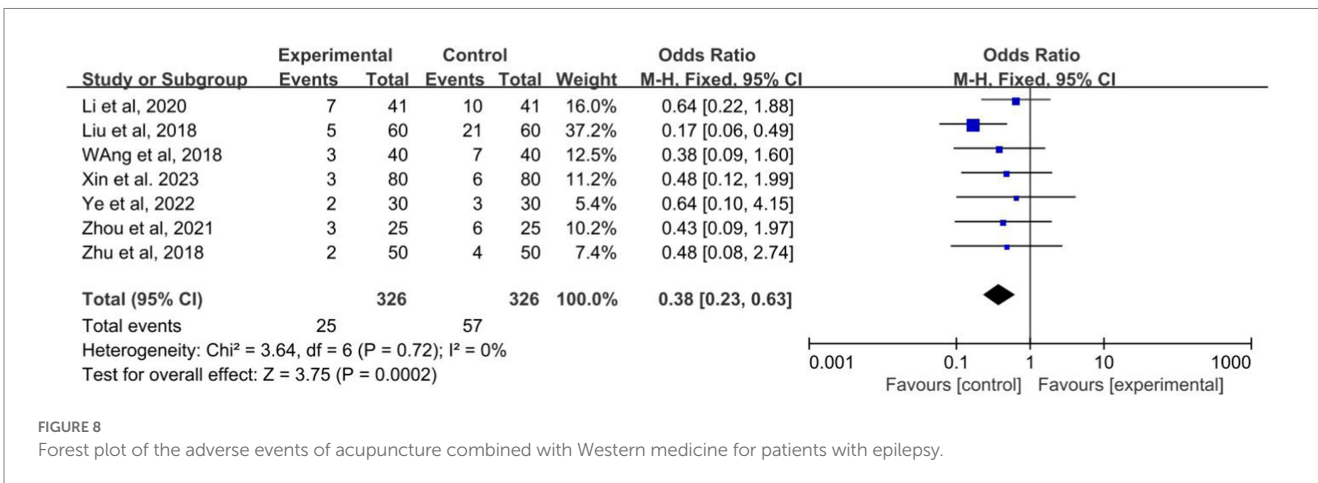 Experimental Control Odds Ratio Odds Ratio
Study or Subgroup Events Total Events Total Weight M-H, Fixed, 95% CI M-H, Fixed, 95% CI
Li et al, 2020 7 41 10 41 16.0% 0.64 [0.22, 1.88]
Liu et al, 2018 5 60 21 60 37.2% 0.17 [0.06, 0.49]
WAng et al, 2018 3 40 7 40 12.5% 0.38 [0.09, 1.60]
Xin et al. 2023 3 80 6 80 11.2% 0.48 [0.12, 1.99]
Ye et al, 2022 2 30 3 30 5.4% 0.64 [0.10, 4.15]
Zhou et al, 2021 3 25 6 25 10.2% 0.43 [0.09, 1.97]
Zhu et al, 2018 2 50 4 50 7.4% 0.48 [0.08, 2.74]
Total (95% CI) 326 326 100.0% 0.38 [0.23, 0.63]
Total events 25 57
Heterogeneity: Chi² = 3.64, df = 6 (P = 0.72); I² = 0%
Test for overall effect: Z = 3.75 (P = 0.0002)
0.001 0.1 1 10 1000
Favours [control] Favours [experimental]
FIGURE 8
Forest plot of the adverse events of acupuncture combined with Western medicine for patients with epilepsy.